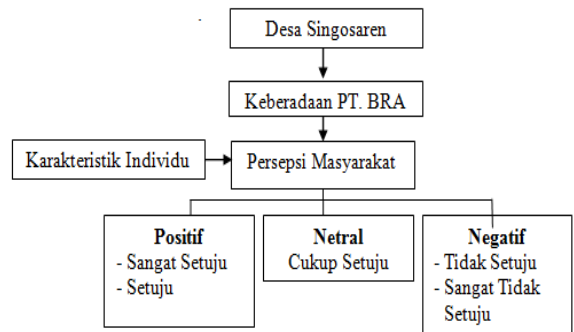 Desa Singosaren
Keberadaan PT. BRA
Karakteristik Individu
Persepsi Masyarakat
Positif
- Sangat Setuju
- Setuju
Netral
Cukup Setuju
Negatif
- Tidak Setuju
- Sangat Tidak
Setuju